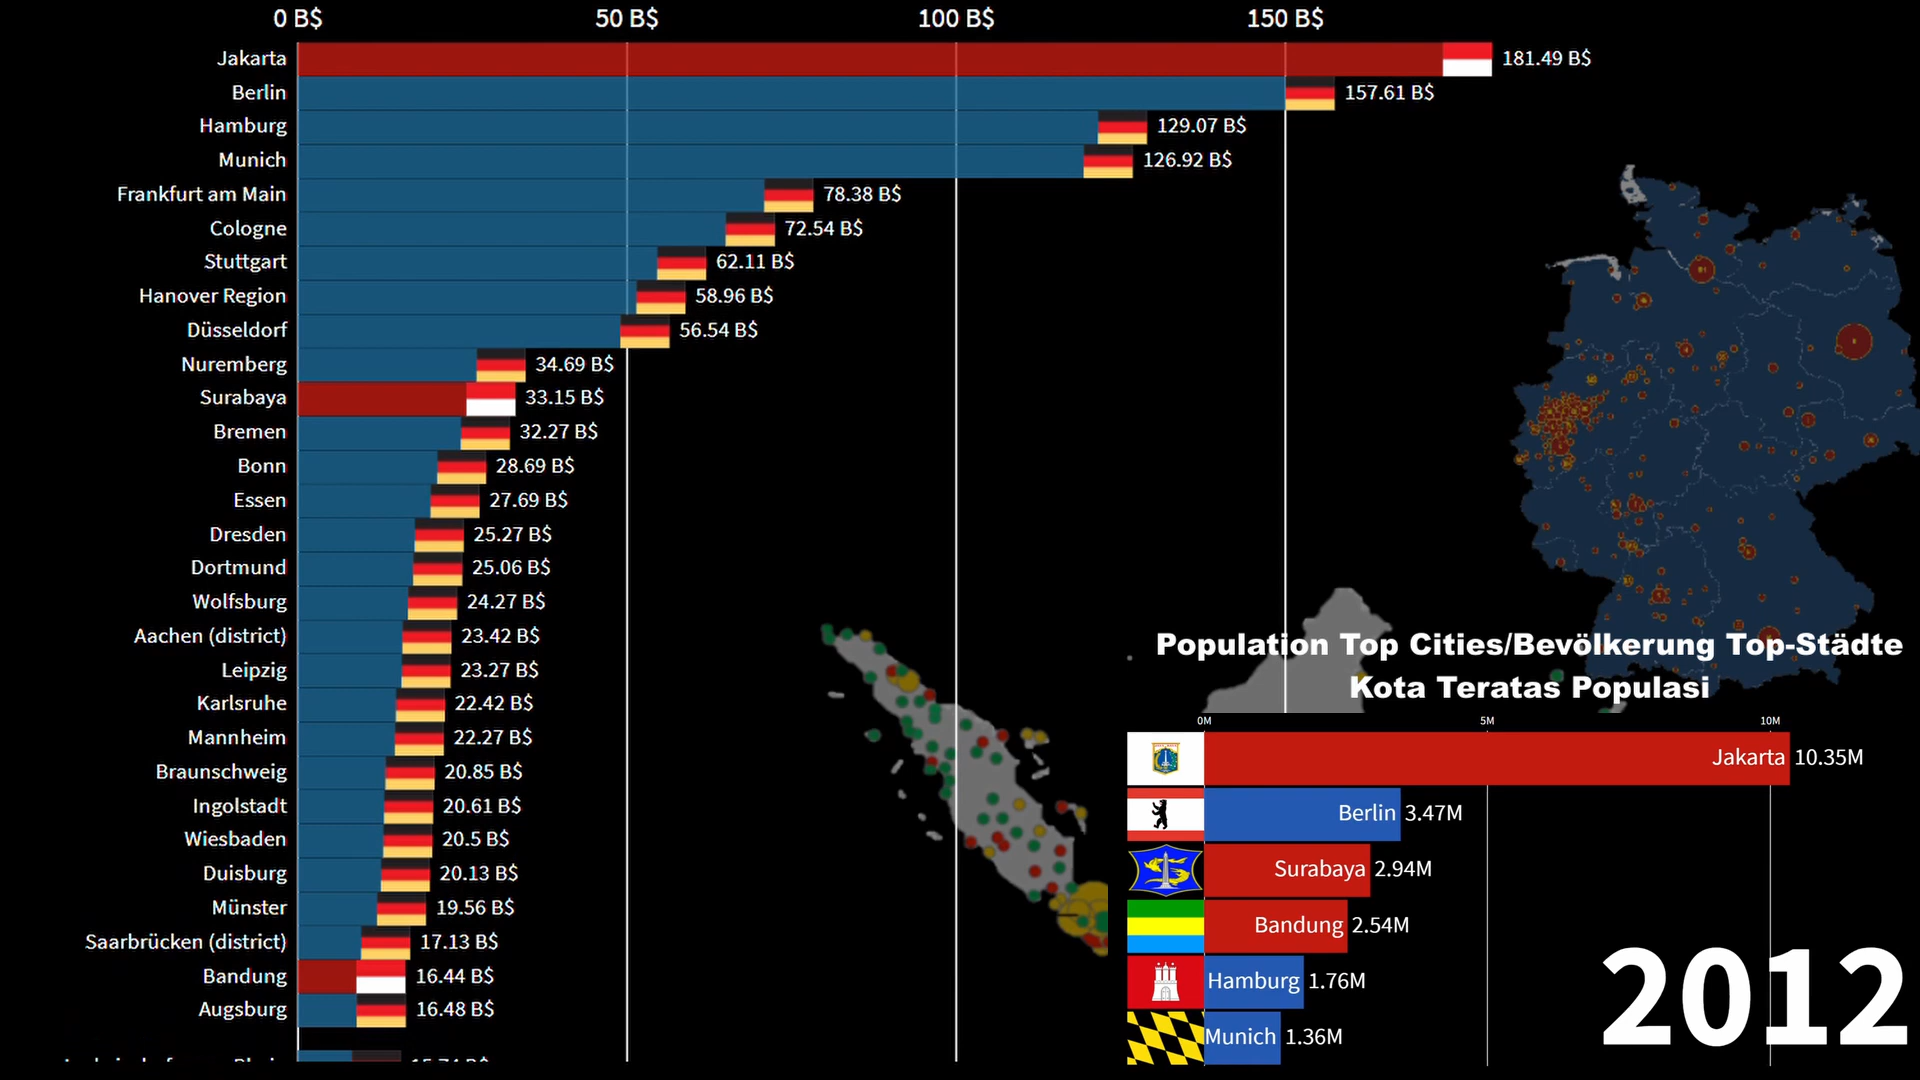 0 B$ 50 B$ 100 B$ 150 B$
Jakarta 181.49 B$
Berlin 157.61 B$
Hamburg 129.07 B$
Munich 126.92 B$
Frankfurt am Main 78.38 B$
Cologne 72.54 B$
Stuttgart 62.11 B$
Hanover Region 58.96 B$
Düsseldorf 56.54 B$
Nuremberg 34.69 B$
Surabaya 33.15 B$
Bremen 32.27 B$
Bonn 28.69 B$
Essen 27.69 B$
Dresden 25.27 B$
Dortmund 25.06 B$
Wolfsburg 24.27 B$
Aachen (district) 23.42 B$
Leipzig 23.27 B$
Karlsruhe 22.42 B$
Mannheim 22.27 B$
Braunschweig 20.85 B$
Ingolstadt 20.61 B$
Wiesbaden 20.5 B$
Duisburg 20.13 B$
Münster 19.56 B$
Saarbrücken (district) 17.13 B$
Bandung 16.44 B$
Augsburg 16.48 B$
Population Top Cities/Bevölkerung Top-Städte
Kota Teratas Populasi
0M 5M 10M
Jakarta 10.35M
Berlin 3.47M
Surabaya 2.94M
Bandung 2.54M
Hamburg 1.76M
Munich 1.36M
2012